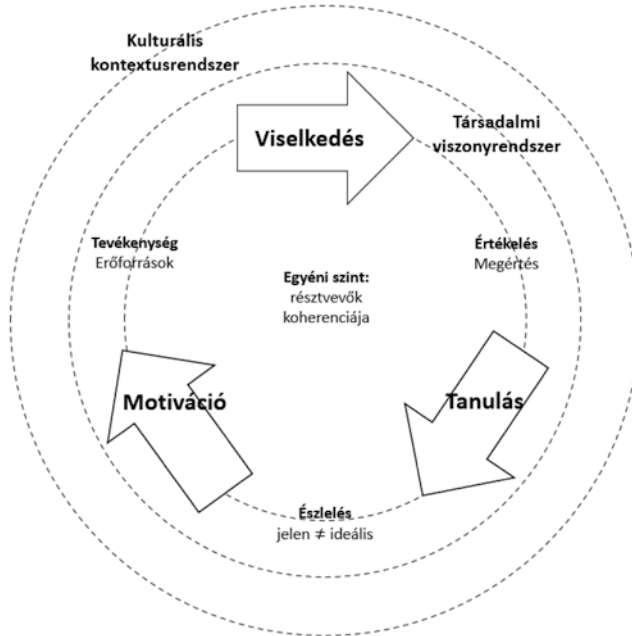 Kulturális
kontextusrendszer
Viselkedés
Társadalmi
viszonyrendszer
Tevékenység
Erőforrások
Értékelés
Megértés
Egyéni szint:
résztvevők
koherenciája
Motiváció
Tanulás
Észlelés
jelen ≠ ideális